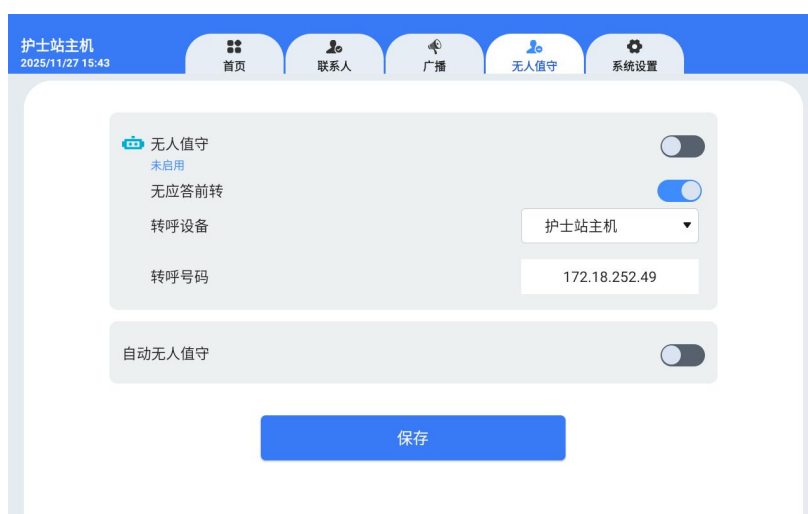 护士站主机
2025/11/27 15:43
首页
联系人
广播
无人值守
系统设置
无人值守
未启用
无应答前转
转呼设备
护士站主机
转呼号码
172.18.252.49
自动无人值守
保存